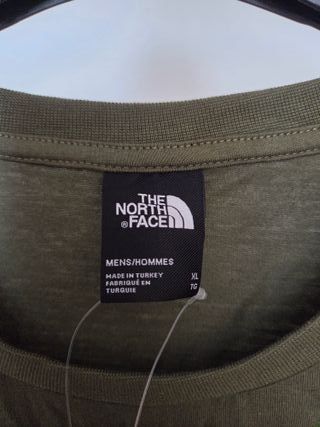 THE
NORTH
®FACE
MENS/HOMMES
MADE IN TURKEY
FABRIQUÉ EN
TURQUIE
XL
TG